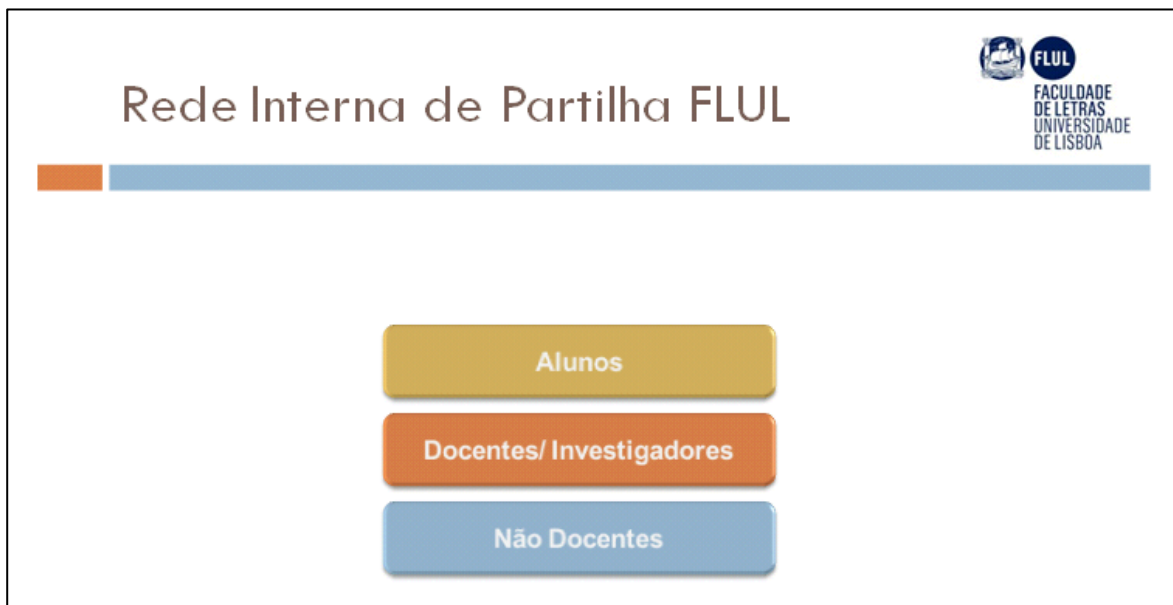 Rede Interna de Partilha FLUL
FLUL
FACULDADE
DE LETRAS
UNIVERSIDADE
DE LISBOA
Alunos
Docentes/ Investigadores
Não Docentes